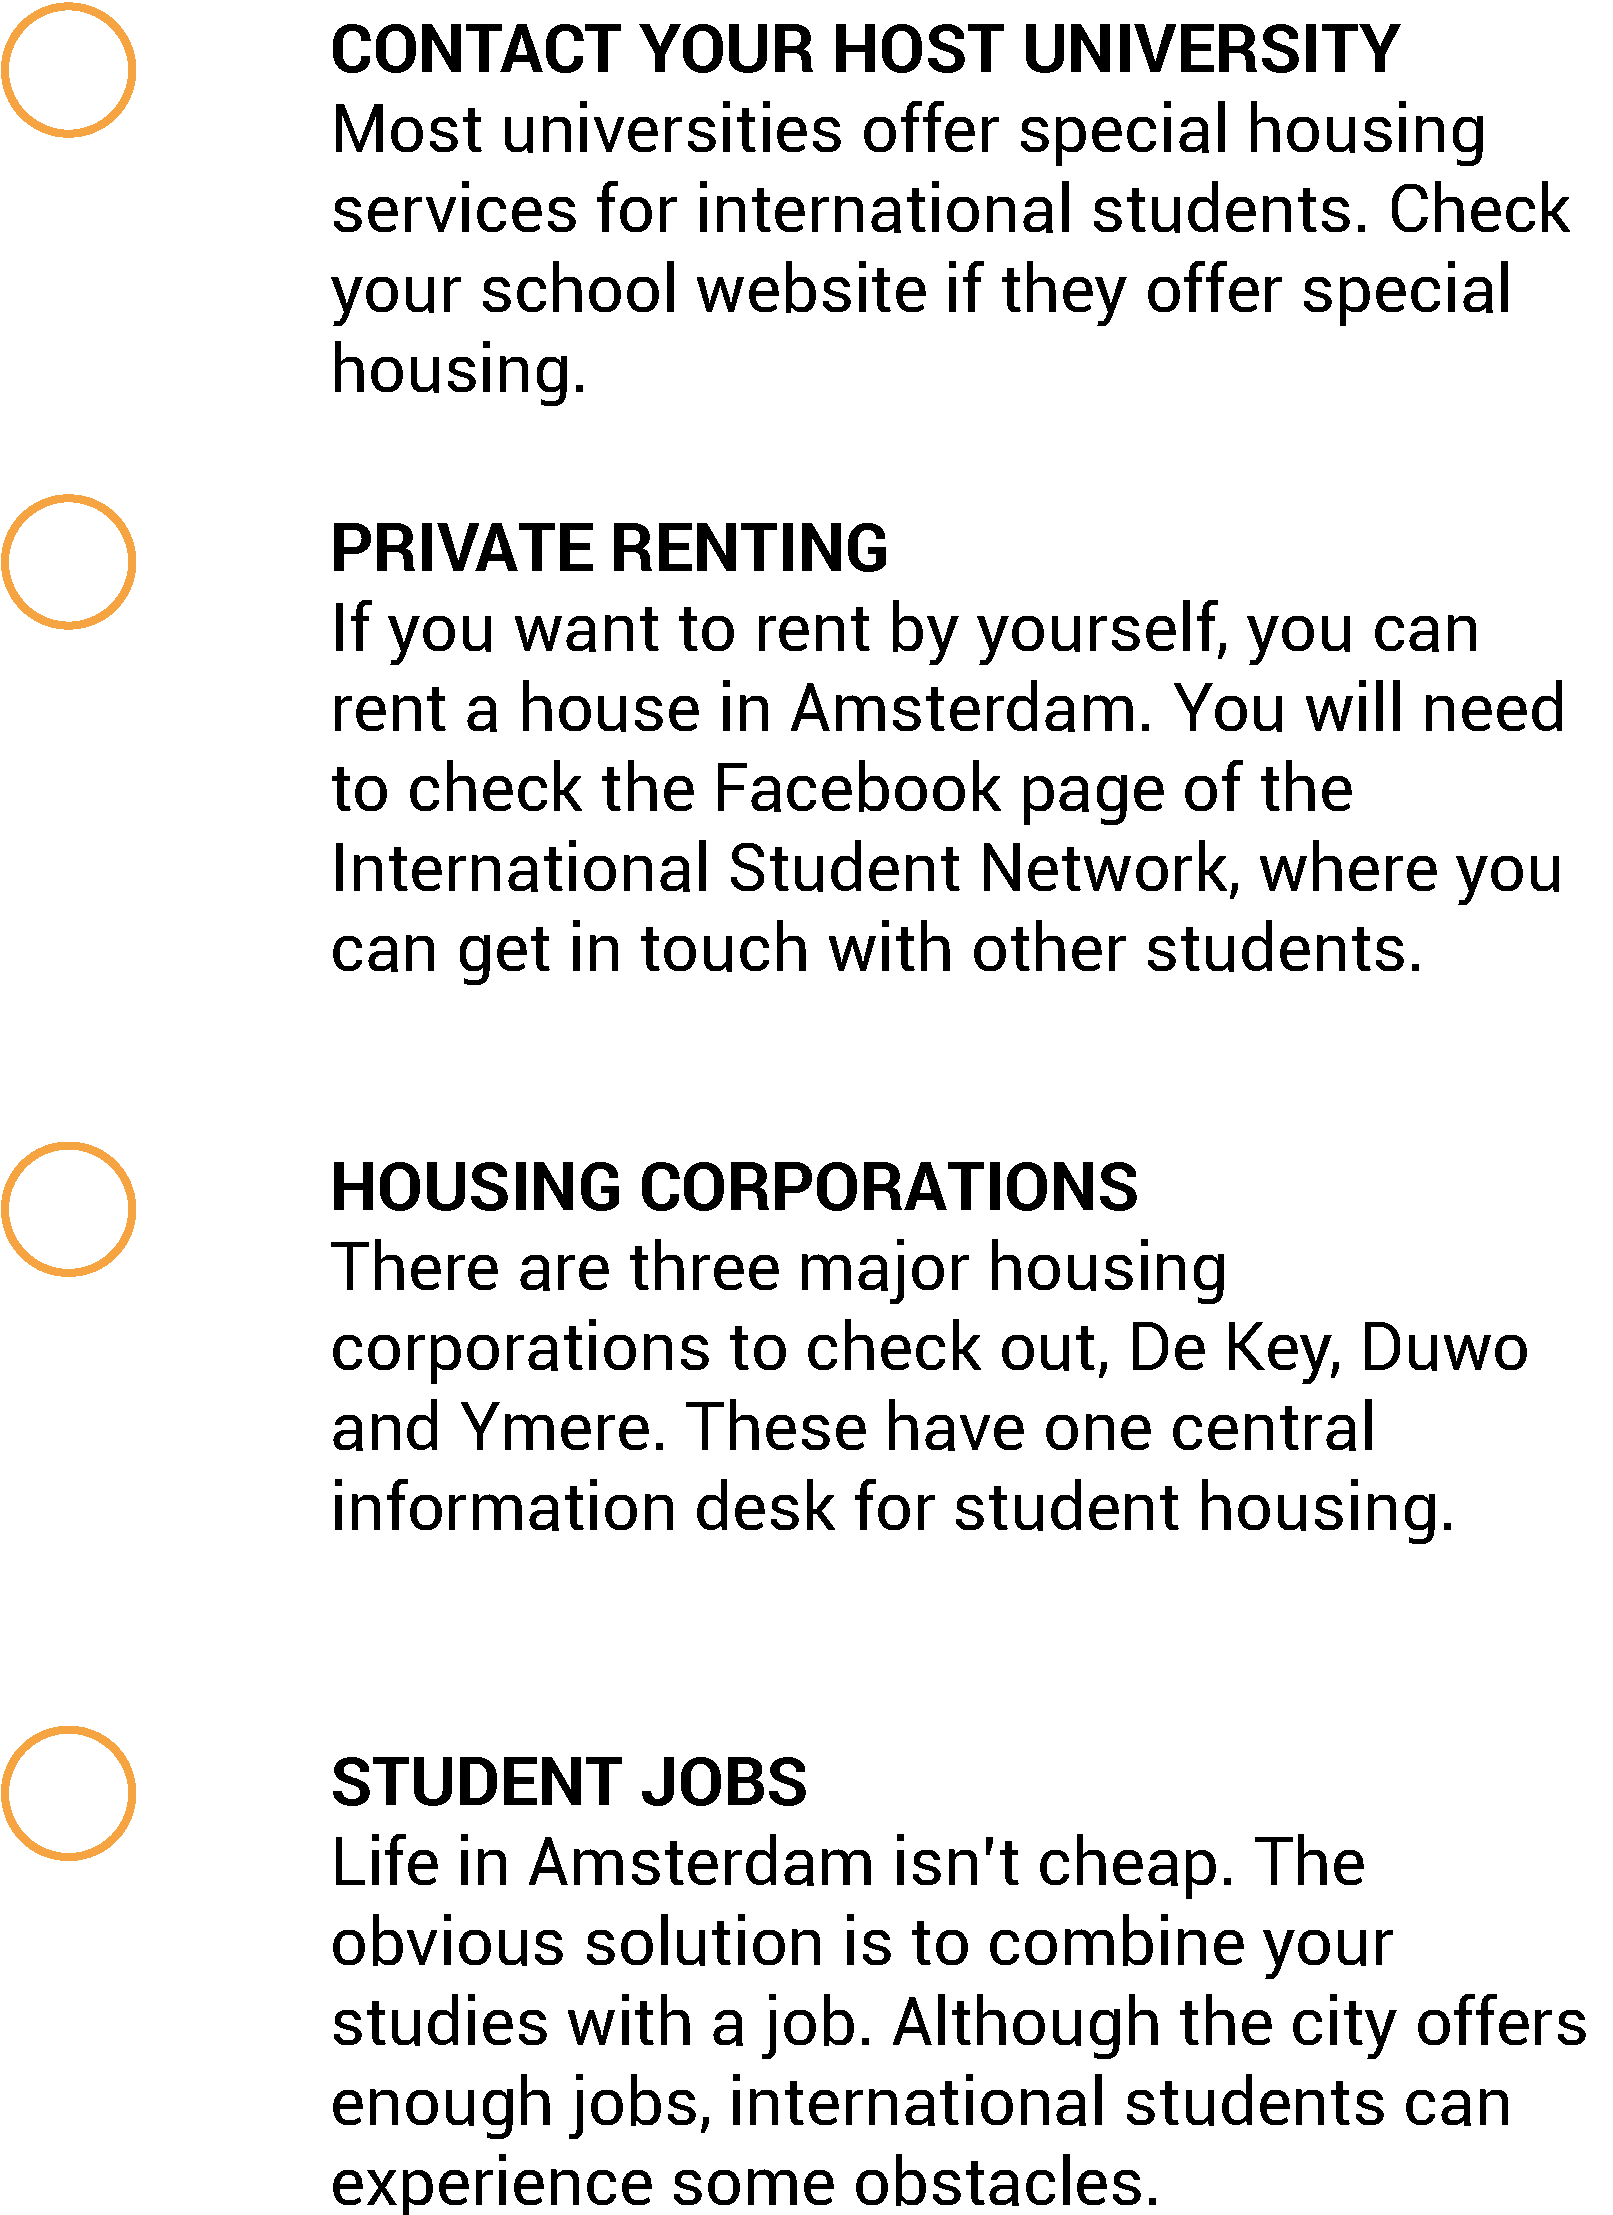 CONTACT YOUR HOST UNIVERSITY
Most universities offer special housing
services for international students. Check
your school website if they offer special
housing.
PRIVATE RENTING
If you want to rent by yourself, you can
rent a house in Amsterdam. You will need
to check the Facebook page of the
International Student Network, where you
can get in touch with other students.
HOUSING CORPORATIONS
There are three major housing
corporations to check out, De Key, Duwo
and Ymere. These have one central
information desk for student housing.
STUDENT JOBS
Life in Amsterdam isn't cheap. The
obvious solution is to combine your
studies with a job. Although the city offers
enough jobs, international students can
experience some obstacles.